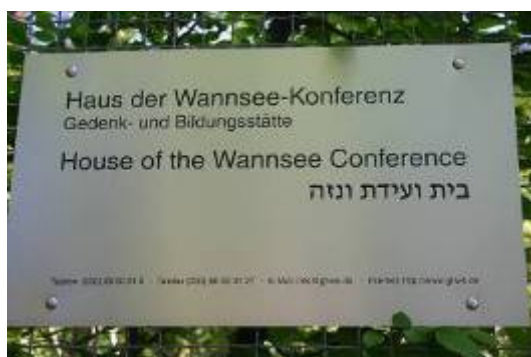 Haus der Wannsee-Konferenz
Gedenk- und Bildungsstätte
House of the Wannsee Conference
בית ועידת ונזה